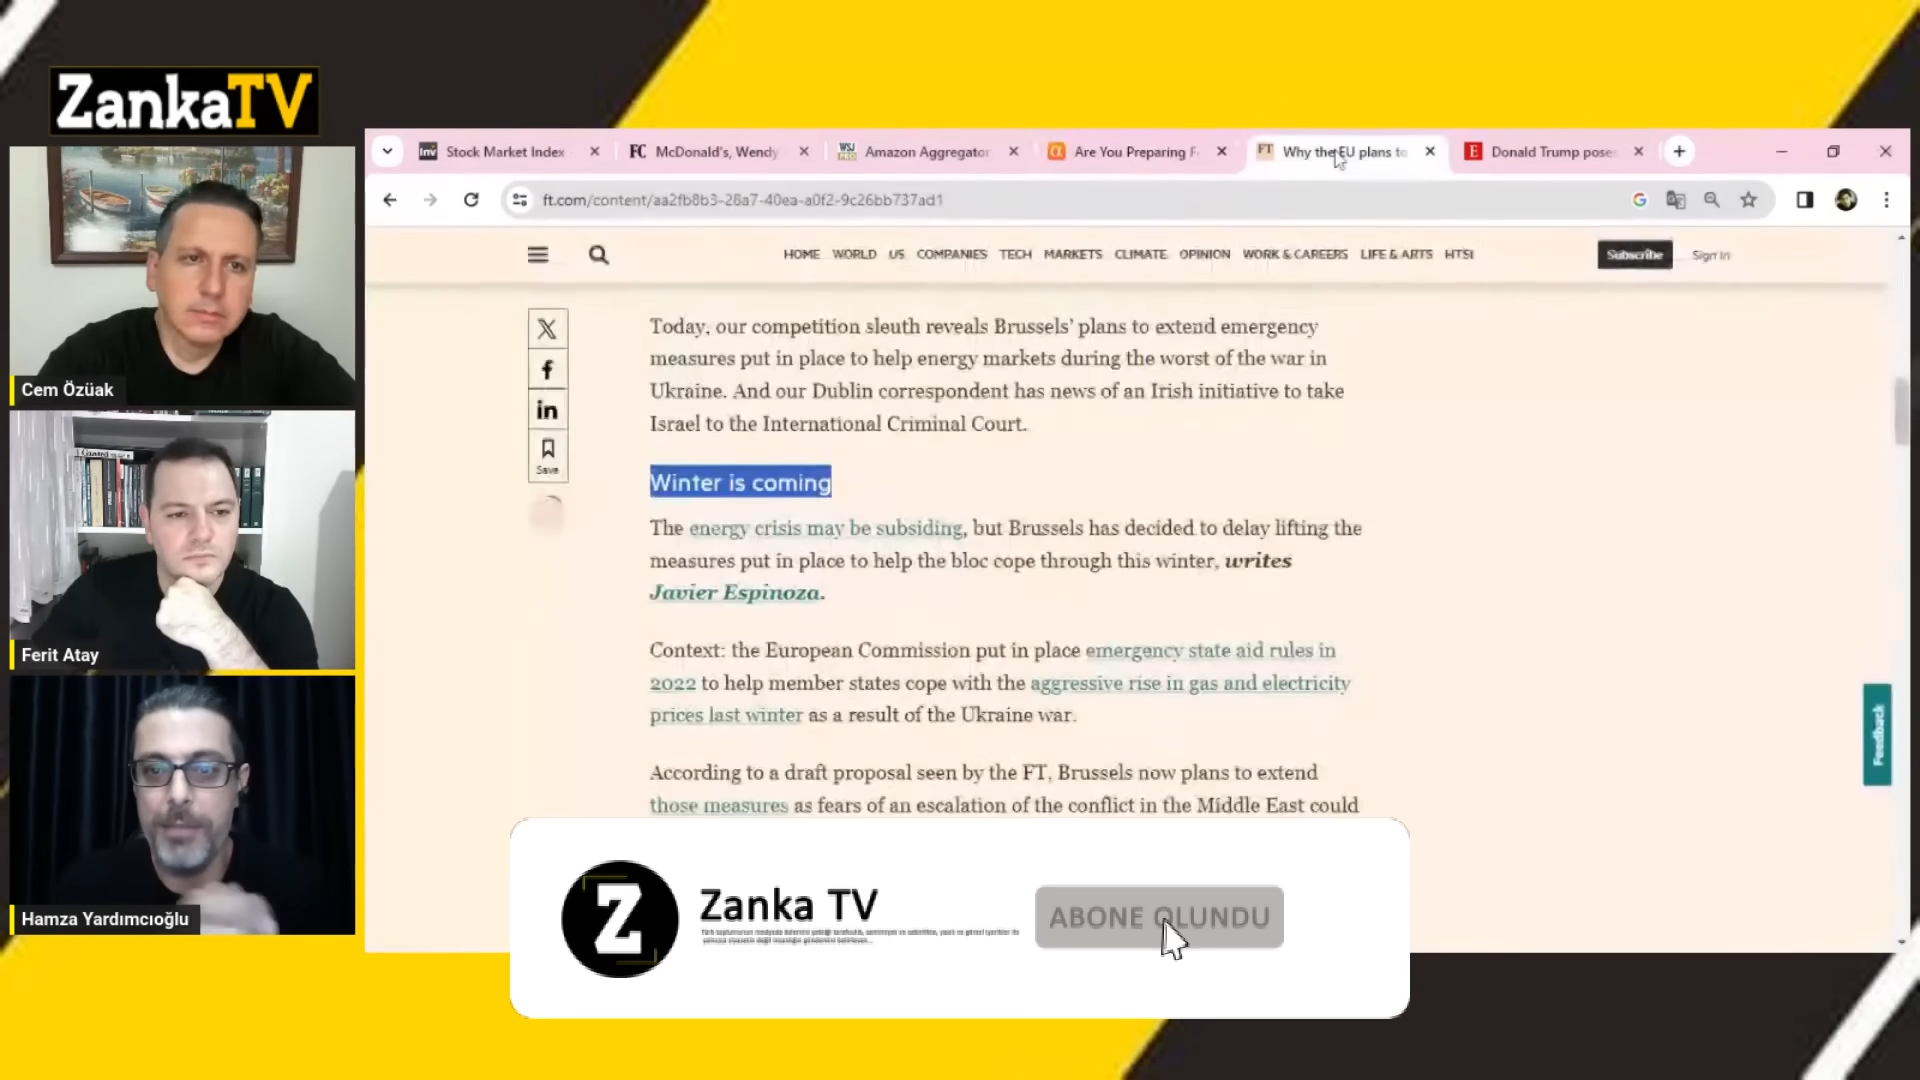 ZankaTV
Cem Özüak
Ferit Atay
Hamza Yardımcıoğlu
Inv Stock Market Index
FC McDonald's, Wendy
WSJ PRO Amazon Aggregator
Are You Preparing F
FT Why the EU plans to
E Donald Trump poses
ft.com/content/aa2fb8b3-28a7-40ea-a0f2-9c26bb737ad1
HOME WORLD US COMPANIES TECH MARKETS CLIMATE OPINION WORK & CAREERS LIFE & ARTS HTSI
Subscribe Sign In
Save
Today, our competition sleuth reveals Brussels' plans to extend emergency
measures put in place to help energy markets during the worst of the war in
Ukraine. And our Dublin correspondent has news of an Irish initiative to take
Israel to the International Criminal Court.
Winter is coming
The energy crisis may be subsiding, but Brussels has decided to delay lifting the
measures put in place to help the bloc cope through this winter, writes
Javier Espinoza.
Context: the European Commission put in place emergency state aid rules in
2022 to help member states cope with the aggressive rise in gas and electricity
prices last winter as a result of the Ukraine war.
According to a draft proposal seen by the FT, Brussels now plans to extend
those measures as fears of an escalation of the conflict in the Middle East could
Feedback
Z
Zanka TV
ABONE OLUNDU